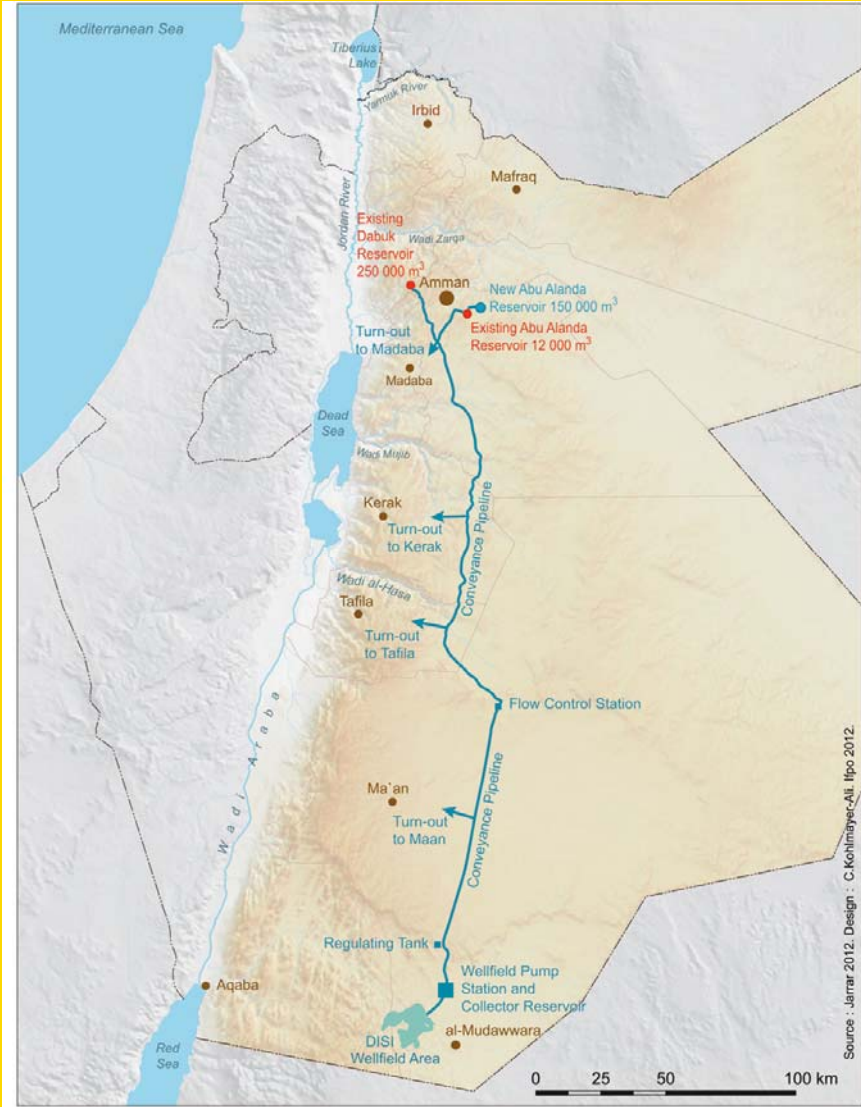 Mediterranean Sea
Tiberius
Lake
Yarmuk River
Irbid
Mafraq
Jordan River
Existing
Dabuk
Reservoir
250 000 m³
Wadi Zarqa
Amman
New Abu Alanda
Reservoir 150 000 m³
Existing Abu Alanda
Reservoir 12 000 m³
Turn-out
to Madaba
Madaba
Dead
Sea
Wadi Mujib
Kerak
Turn-out
to Kerak
Conveyance Pipeline
Wadi al-Hasa
Tafila
Turn-out
to Tafila
Flow Control Station
Wadi Araba
Ma`an
Turn-out
to Maan
Conveyance Pipeline
Regulating Tank
Wellfield Pump
Station and
Collector Reservoir
Aqaba
DISI
Wellfield Area
al-Mudawwara
Red
Sea
0 25 50 100 km
Source : Jarrar 2012. Design : C.Kohlmayer-Ali. Ifpo 2012.